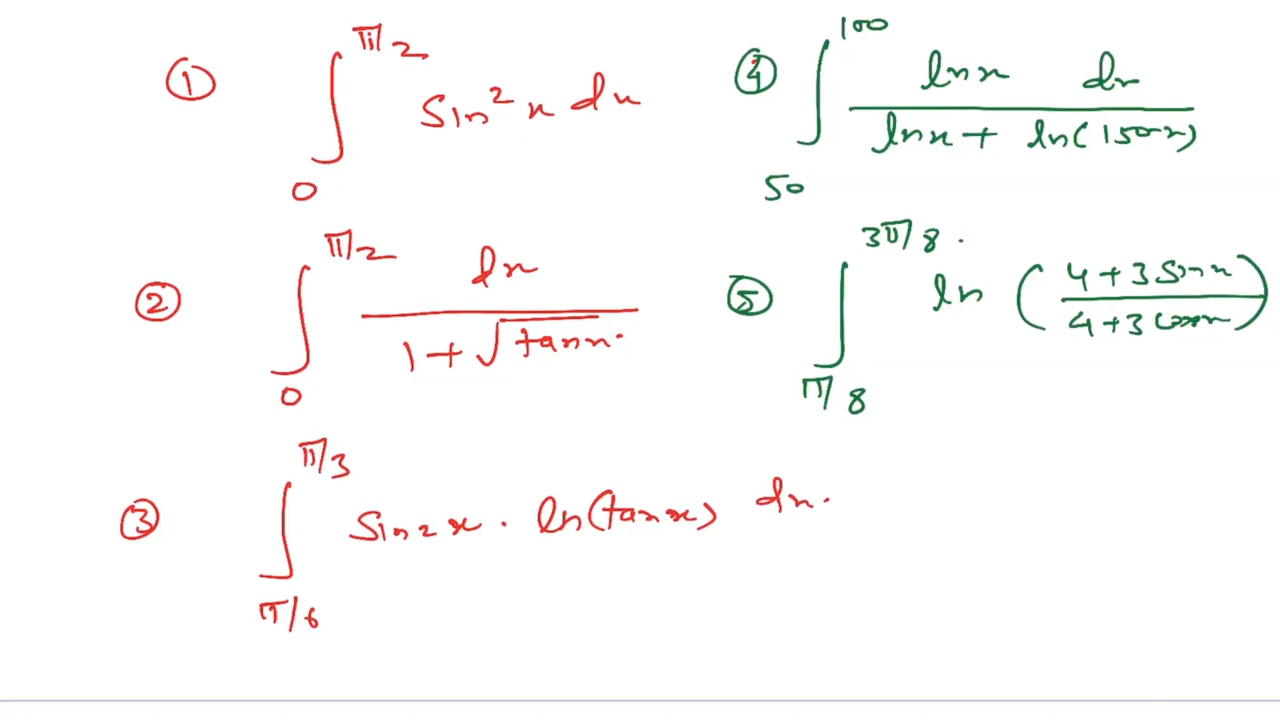 ① ∫₀^{π/2} sin² x dx
② ∫₀^{π/2} dx / (1 + √tan x)
③ ∫_{π/6}^{π/3} sin 2x · ln(tan x) dx.
④ ∫_{50}^{100} ln x dx / (ln x + ln(150-x))
⑤ ∫_{π/8}^{3π/8} ln ( (4 + 3 sin x) / (4 + 3 cos x) )